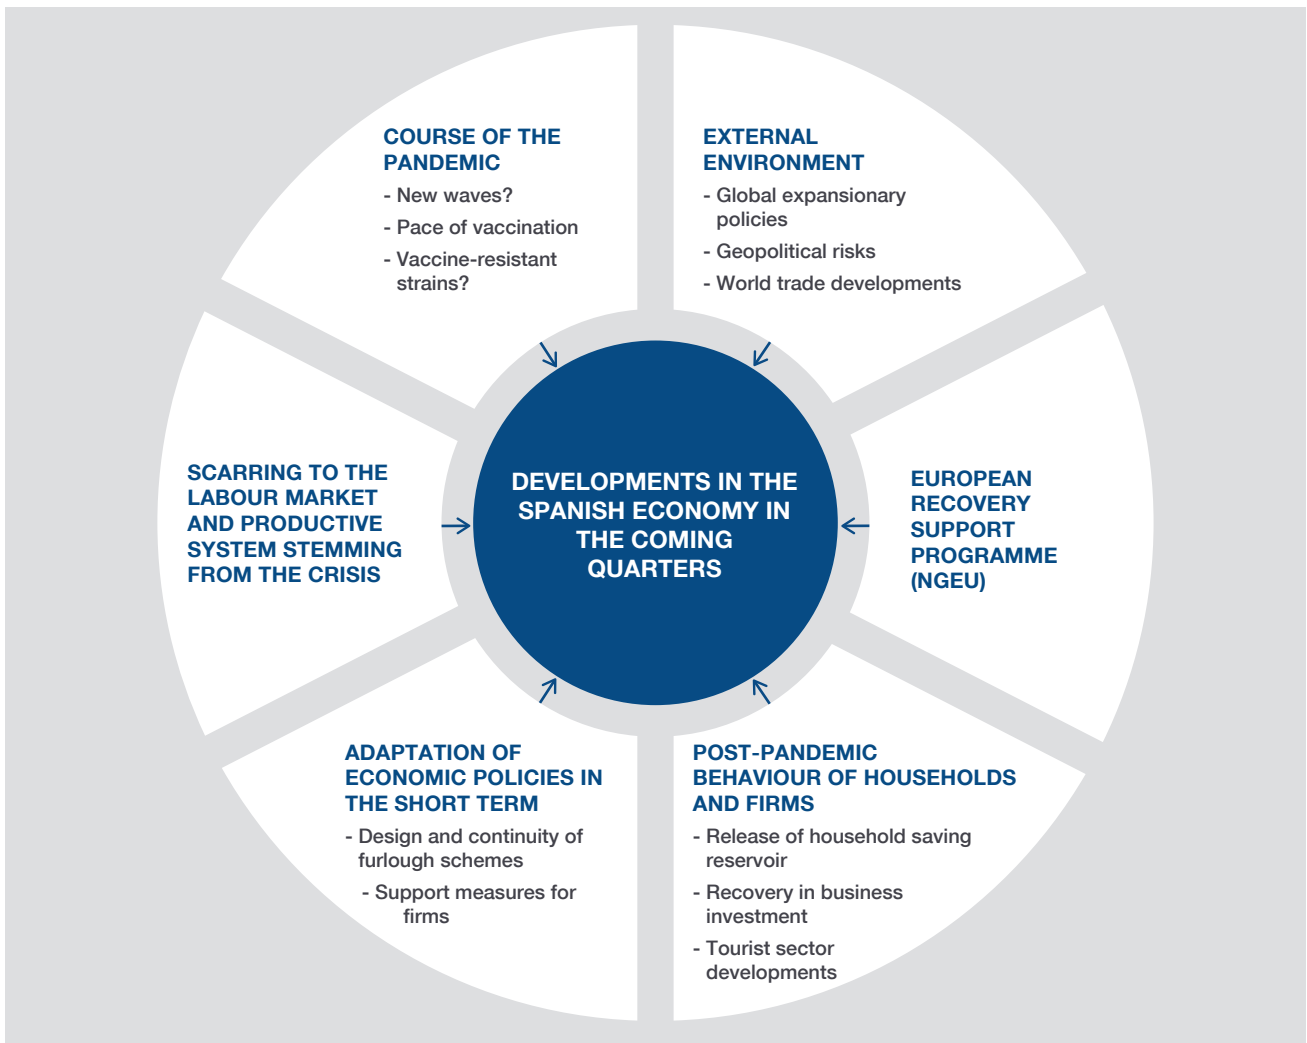 COURSE OF THE
PANDEMIC
- New waves?
- Pace of vaccination
- Vaccine-resistant
strains?
EXTERNAL
ENVIRONMENT
- Global expansionary
policies
- Geopolitical risks
- World trade developments
SCARRING TO THE
LABOUR MARKET
AND PRODUCTIVE
SYSTEM STEMMING
FROM THE CRISIS
DEVELOPMENTS IN THE
SPANISH ECONOMY IN
THE COMING
QUARTERS
EUROPEAN
RECOVERY
SUPPORT
PROGRAMME
(NGEU)
ADAPTATION OF
ECONOMIC POLICIES IN
THE SHORT TERM
- Design and continuity of
furlough schemes
- Support measures for
firms
POST-PANDEMIC
BEHAVIOUR OF HOUSEHOLDS
AND FIRMS
- Release of household saving
reservoir
- Recovery in business
investment
- Tourist sector
developments